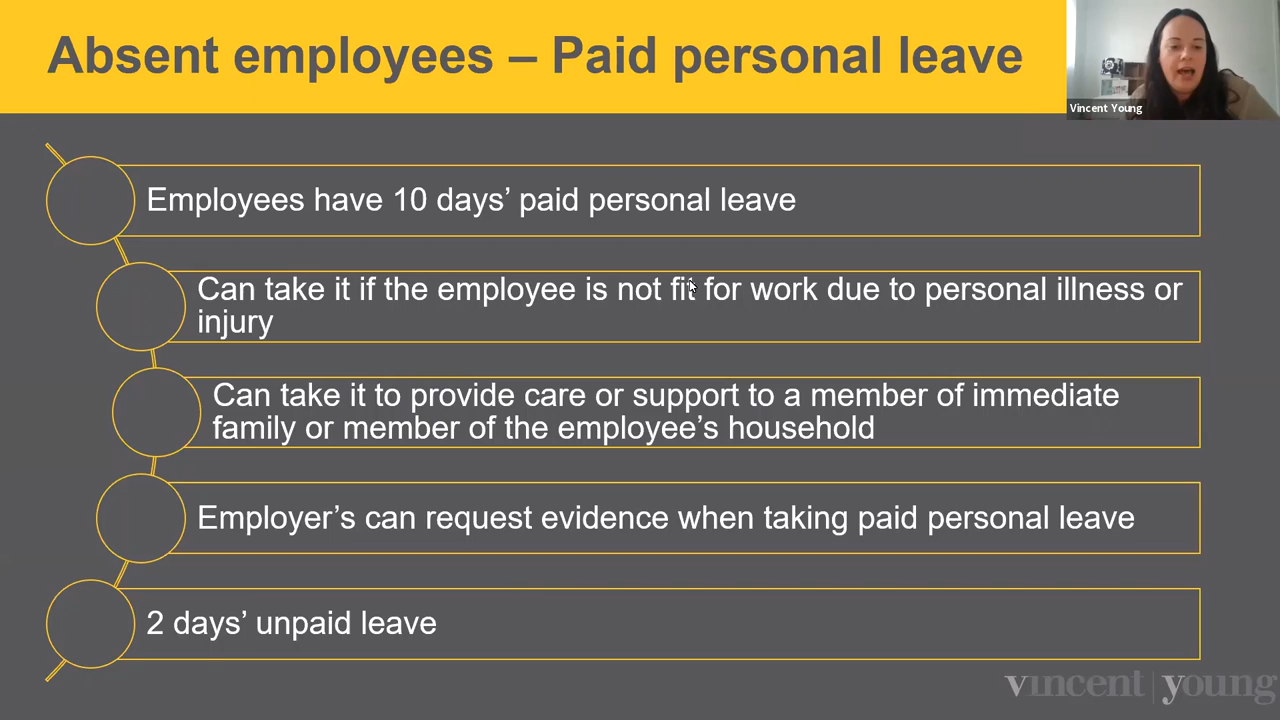 Absent employees – Paid personal leave
Vincent Young
Employees have 10 days’ paid personal leave
Can take it if the employee is not fit for work due to personal illness or
injury
Can take it to provide care or support to a member of immediate
family or member of the employee’s household
Employer’s can request evidence when taking paid personal leave
2 days’ unpaid leave
vincent young